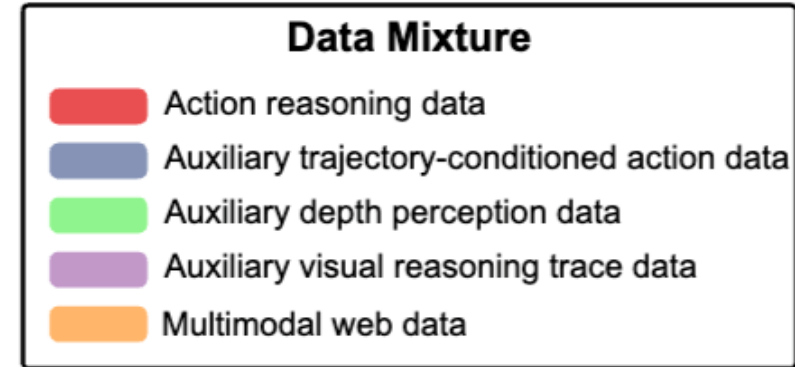 Data Mixture
Action reasoning data
Auxiliary trajectory-conditioned action data
Auxiliary depth perception data
Auxiliary visual reasoning trace data
Multimodal web data